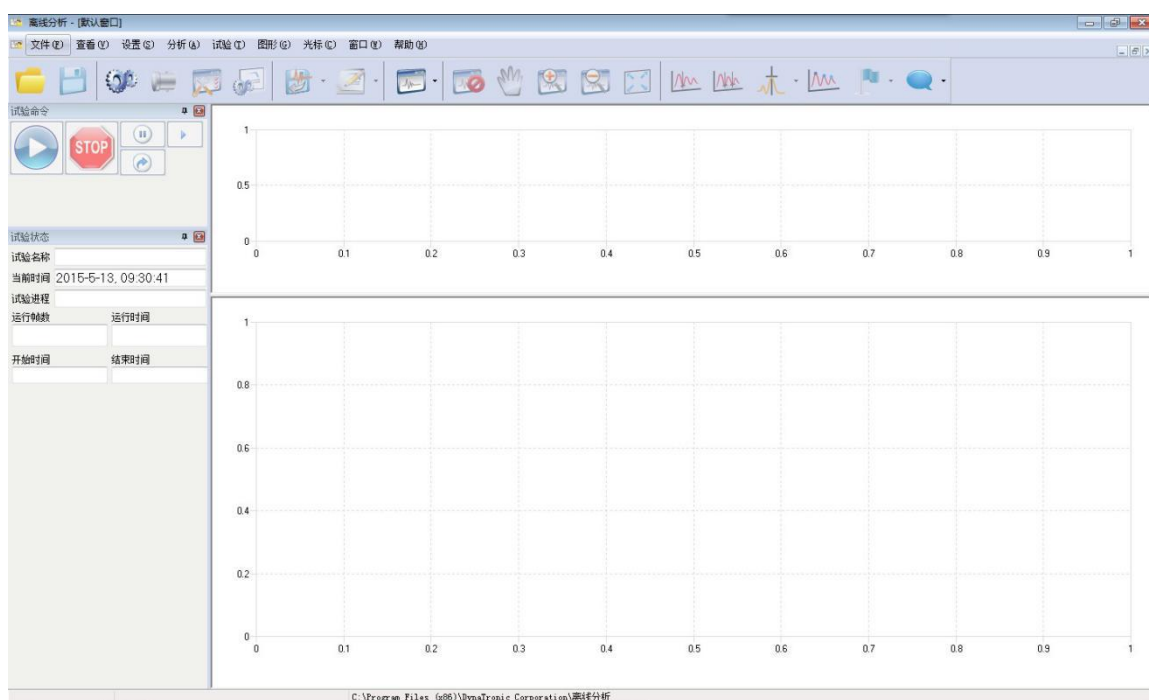 离线分析 - [默认窗口]
文件(F) 查看(V) 设置(S) 分析(A) 试验(T) 图形(G) 光标(C) 窗口(W) 帮助(H)
试验命令
STOP
试验状态
试验名称
当前时间 2015-5-13, 09:30:41
试验进程
运行帧数 运行时间
开始时间 结束时间
1
0.5
0
0 0.1 0.2 0.3 0.4 0.5 0.6 0.7 0.8 0.9 1
1
0.8
0.6
0.4
0.2
0
0 0.1 0.2 0.3 0.4 0.5 0.6 0.7 0.8 0.9 1
C:\Program Files (x86)\DynaTronic Corporation\离线分析